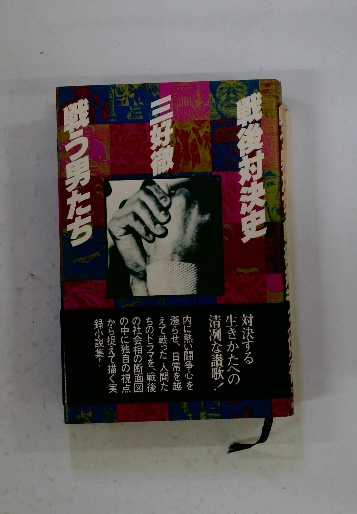 戦後対決史
三好徹
戦う男たち
対決する
生きかたへの
清冽な讃歌！
内に熱い闘争心を
漲らせ、日常を越
えて戦った人間た
ちのドラマを、戦後
の社会相の断面図
の中に独自の視点
から捉えて描く実
録小説集！